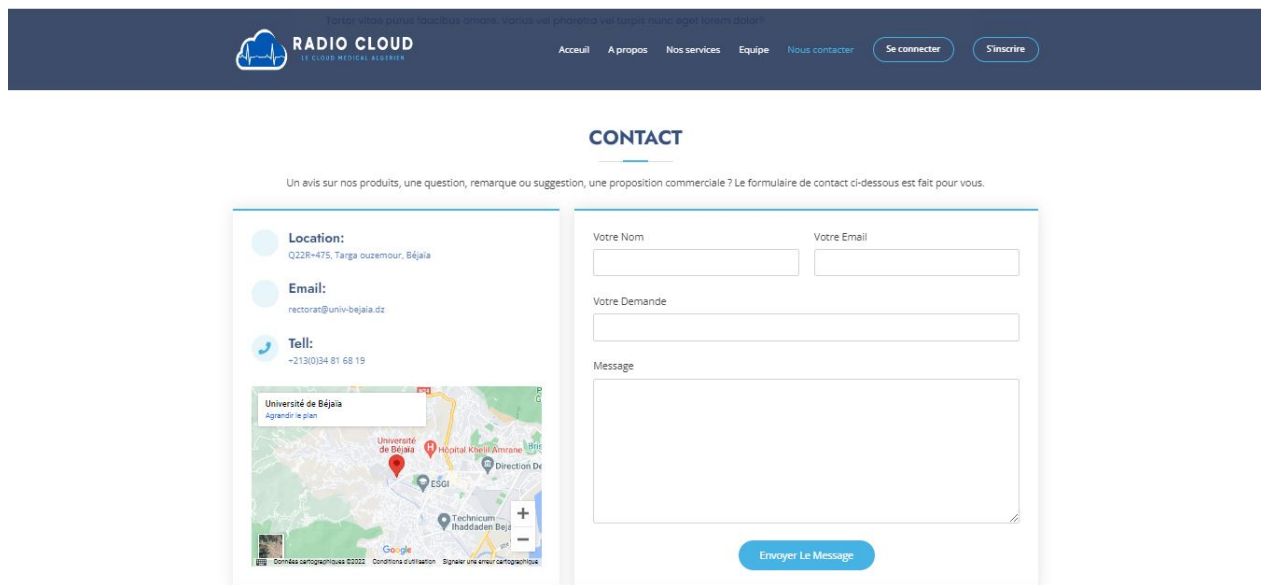 Tortor vitae purus faucibus ornare. Varius vel pharetra vel turpis nunc eget lorem dolor?
RADIO CLOUD
LE CLOUD MEDICAL ALGERIEN
Acceuil A propos Nos services Equipe Nous contacter Se connecter S'inscrire
CONTACT
Un avis sur nos produits, une question, remarque ou suggestion, une proposition commerciale ? Le formulaire de contact ci-dessous est fait pour vous.
Location:
Q22R+475, Targa ouzemour, Béjaïa
Email:
rectorat@univ-bejaia.dz
Tell:
+213(0)34 81 68 19
Université de Béjaïa
Agrandir le plan
Université
de Béjaïa
Hôpital Khelil Amrane
Direction De
ESGI
Technicum
Ihaddaden Beja
Google
Données cartographiques ©2022 Conditions d'utilisation Signaler une erreur cartographique
Votre Nom
Votre Email
Votre Demande
Message
Envoyer Le Message